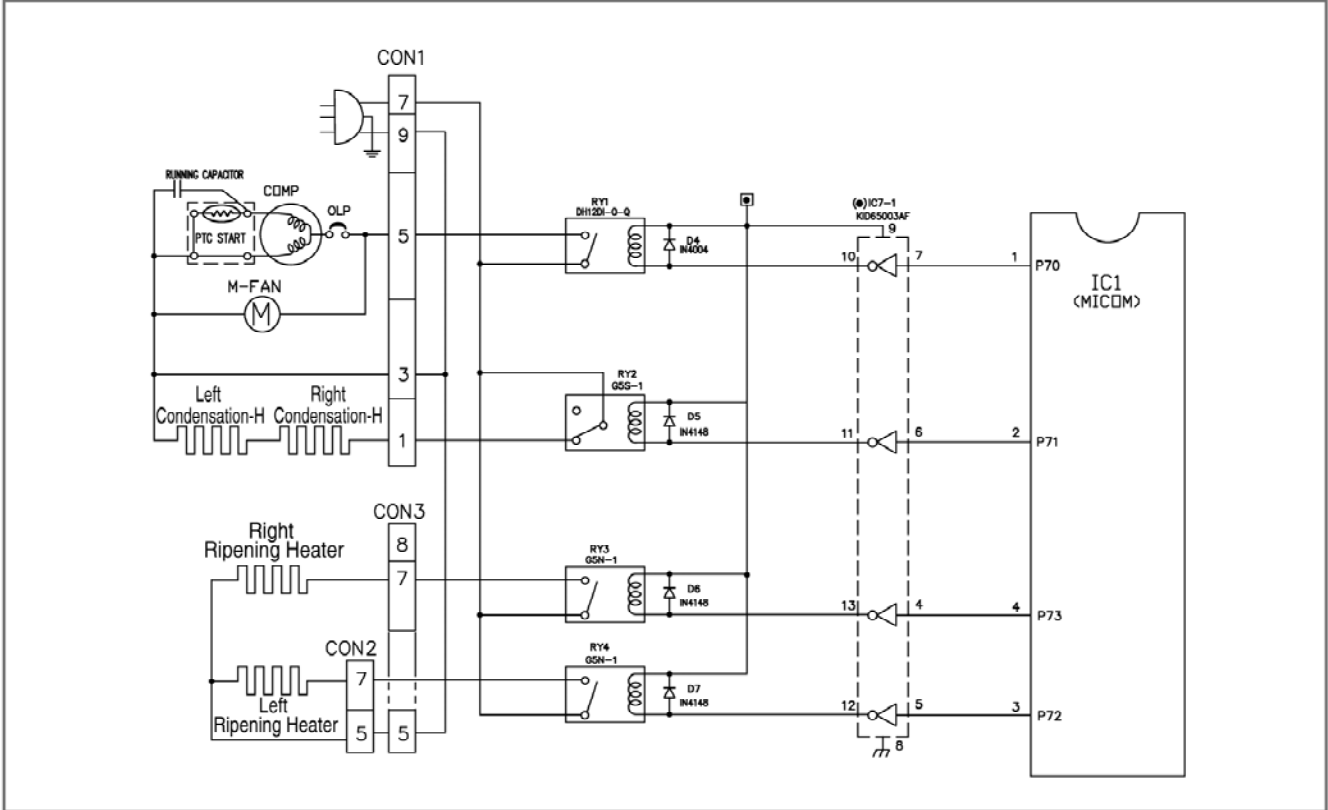 CON1
7
9
RUNNING CAPACITOR
COMP
OLP
PTC START
5
M-FAN
M
3
Left
Condensation-H
Right
Condensation-H
1
RY1
DH12D1-O-Q
D4
IN4004
(●)IC7-1
KID65003AF
9
10
7
1
P70
IC1
(MICOM)
RY2
G5S-1
D5
IN4148
11
6
2
P71
CON3
8
Right
Ripening Heater
7
RY3
G5N-1
D6
IN4148
13
4
4
P73
CON2
7
Left
Ripening Heater
5
5
RY4
G5N-1
D7
IN4148
12
5
3
P72
8